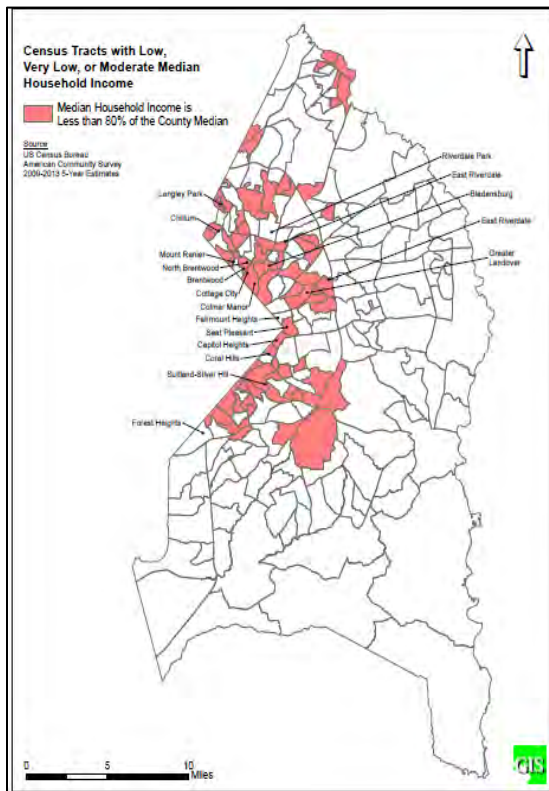 Census Tracts with Low,
Very Low, or Moderate Median
Household Income
Median Household Income is
Less than 80% of the County Median
Source
US Census Bureau
American Community Survey
2009-2013 5-Year Estimates
Riverdale Park
East Riverdale
Bladensburg
East Riverdale
Greater
Landover
Langley Park
Chillum
Mount Ranier
North Brentwood
Brentwood
Cottage City
Colmar Manor
Fairmount Heights
Seat Pleasant
Capitol Heights
Coral Hills
Suitland-Silver Hill
Forest Heights
0 5 10
Miles
GIS